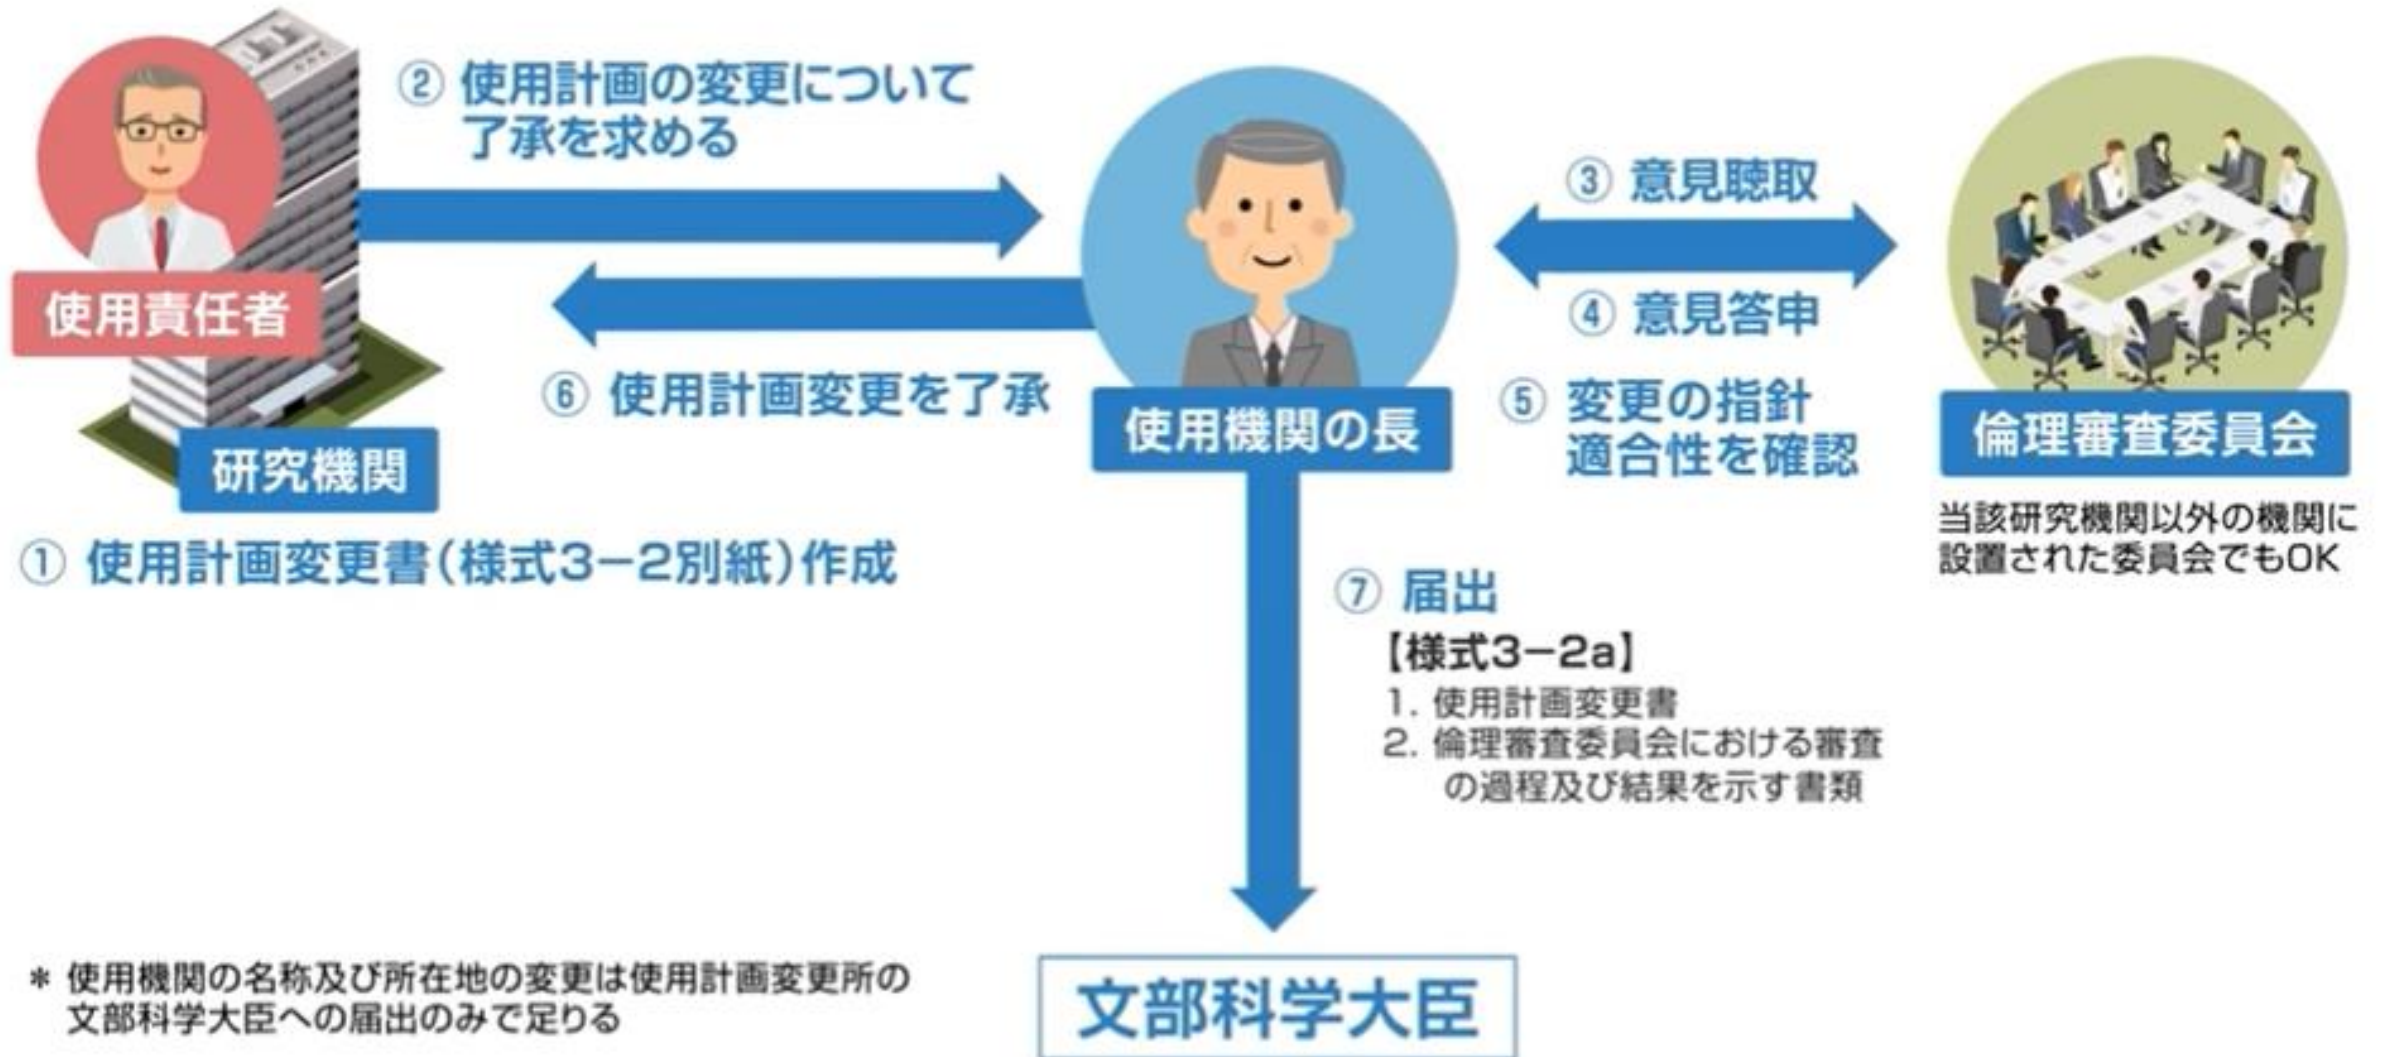 ② 使用計画の変更について
了承を求める
③ 意見聴取
④ 意見答申
使用責任者
⑥ 使用計画変更を了承
使用機関の長
⑤ 変更の指針
適合性を確認
倫理審査委員会
研究機関
当該研究機関以外の機関に
設置された委員会でもOK
① 使用計画変更書(様式3−2別紙)作成
⑦ 届出
【様式3−2a】
1. 使用計画変更書
2. 倫理審査委員会における審査
の過程及び結果を示す書類
* 使用機関の名称及び所在地の変更は使用計画変更所の
文部科学大臣への届出のみで足りる
文部科学大臣